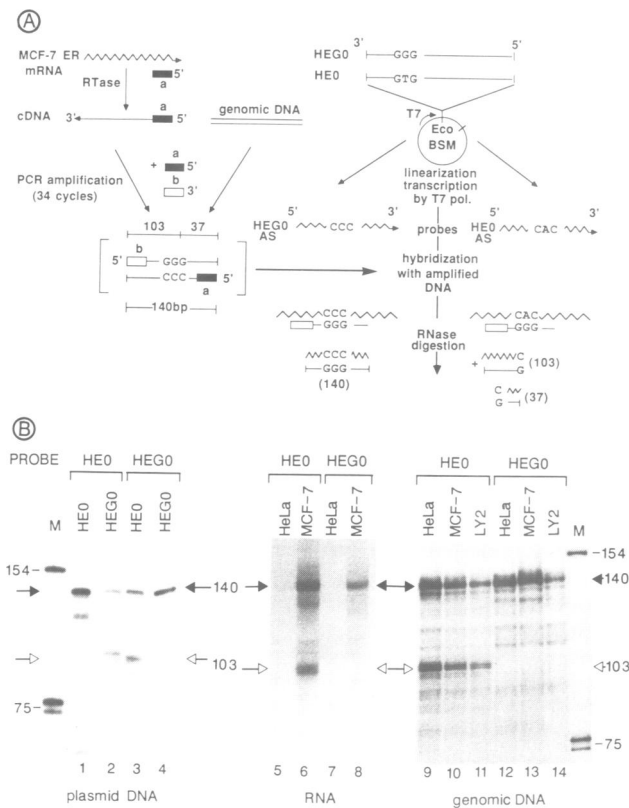 A
MCF-7 ER
mRNA
5'
a
RTase
cDNA
3'
a
5'
genomic DNA
a
+ 5'
b
3'
PCR amplification
(34 cycles)
103 37
b
5' GGG
CCC 5'
a
140bp
3' 5'
HEG0 GGG
HE0 GTG
T7
Eco
BSM
linearization
transcription
by T7 pol.
5' 3'
HEG0
AS
CCC
probes
5' 3'
HE0
AS
CAC
hybridization
with amplified
DNA
CCC
GGG
CAC
GGG
RNase
digestion
CCC
GGG
(140)
+ C
G
(103)
C
G
(37)
B
PROBE
HE0 HEG0
HE0 HEG0
HE0 HEG0
M
HE0
HEG0
HE0
HEG0
HeLa
MCF-7
HeLa
MCF-7
HeLa
MCF-7
LY2
HeLa
MCF-7
LY2
M
154
75
140
103
154
140
103
75
1 2 3 4
5 6 7 8
9 10 11 12 13 14
plasmid DNA
RNA
genomic DNA